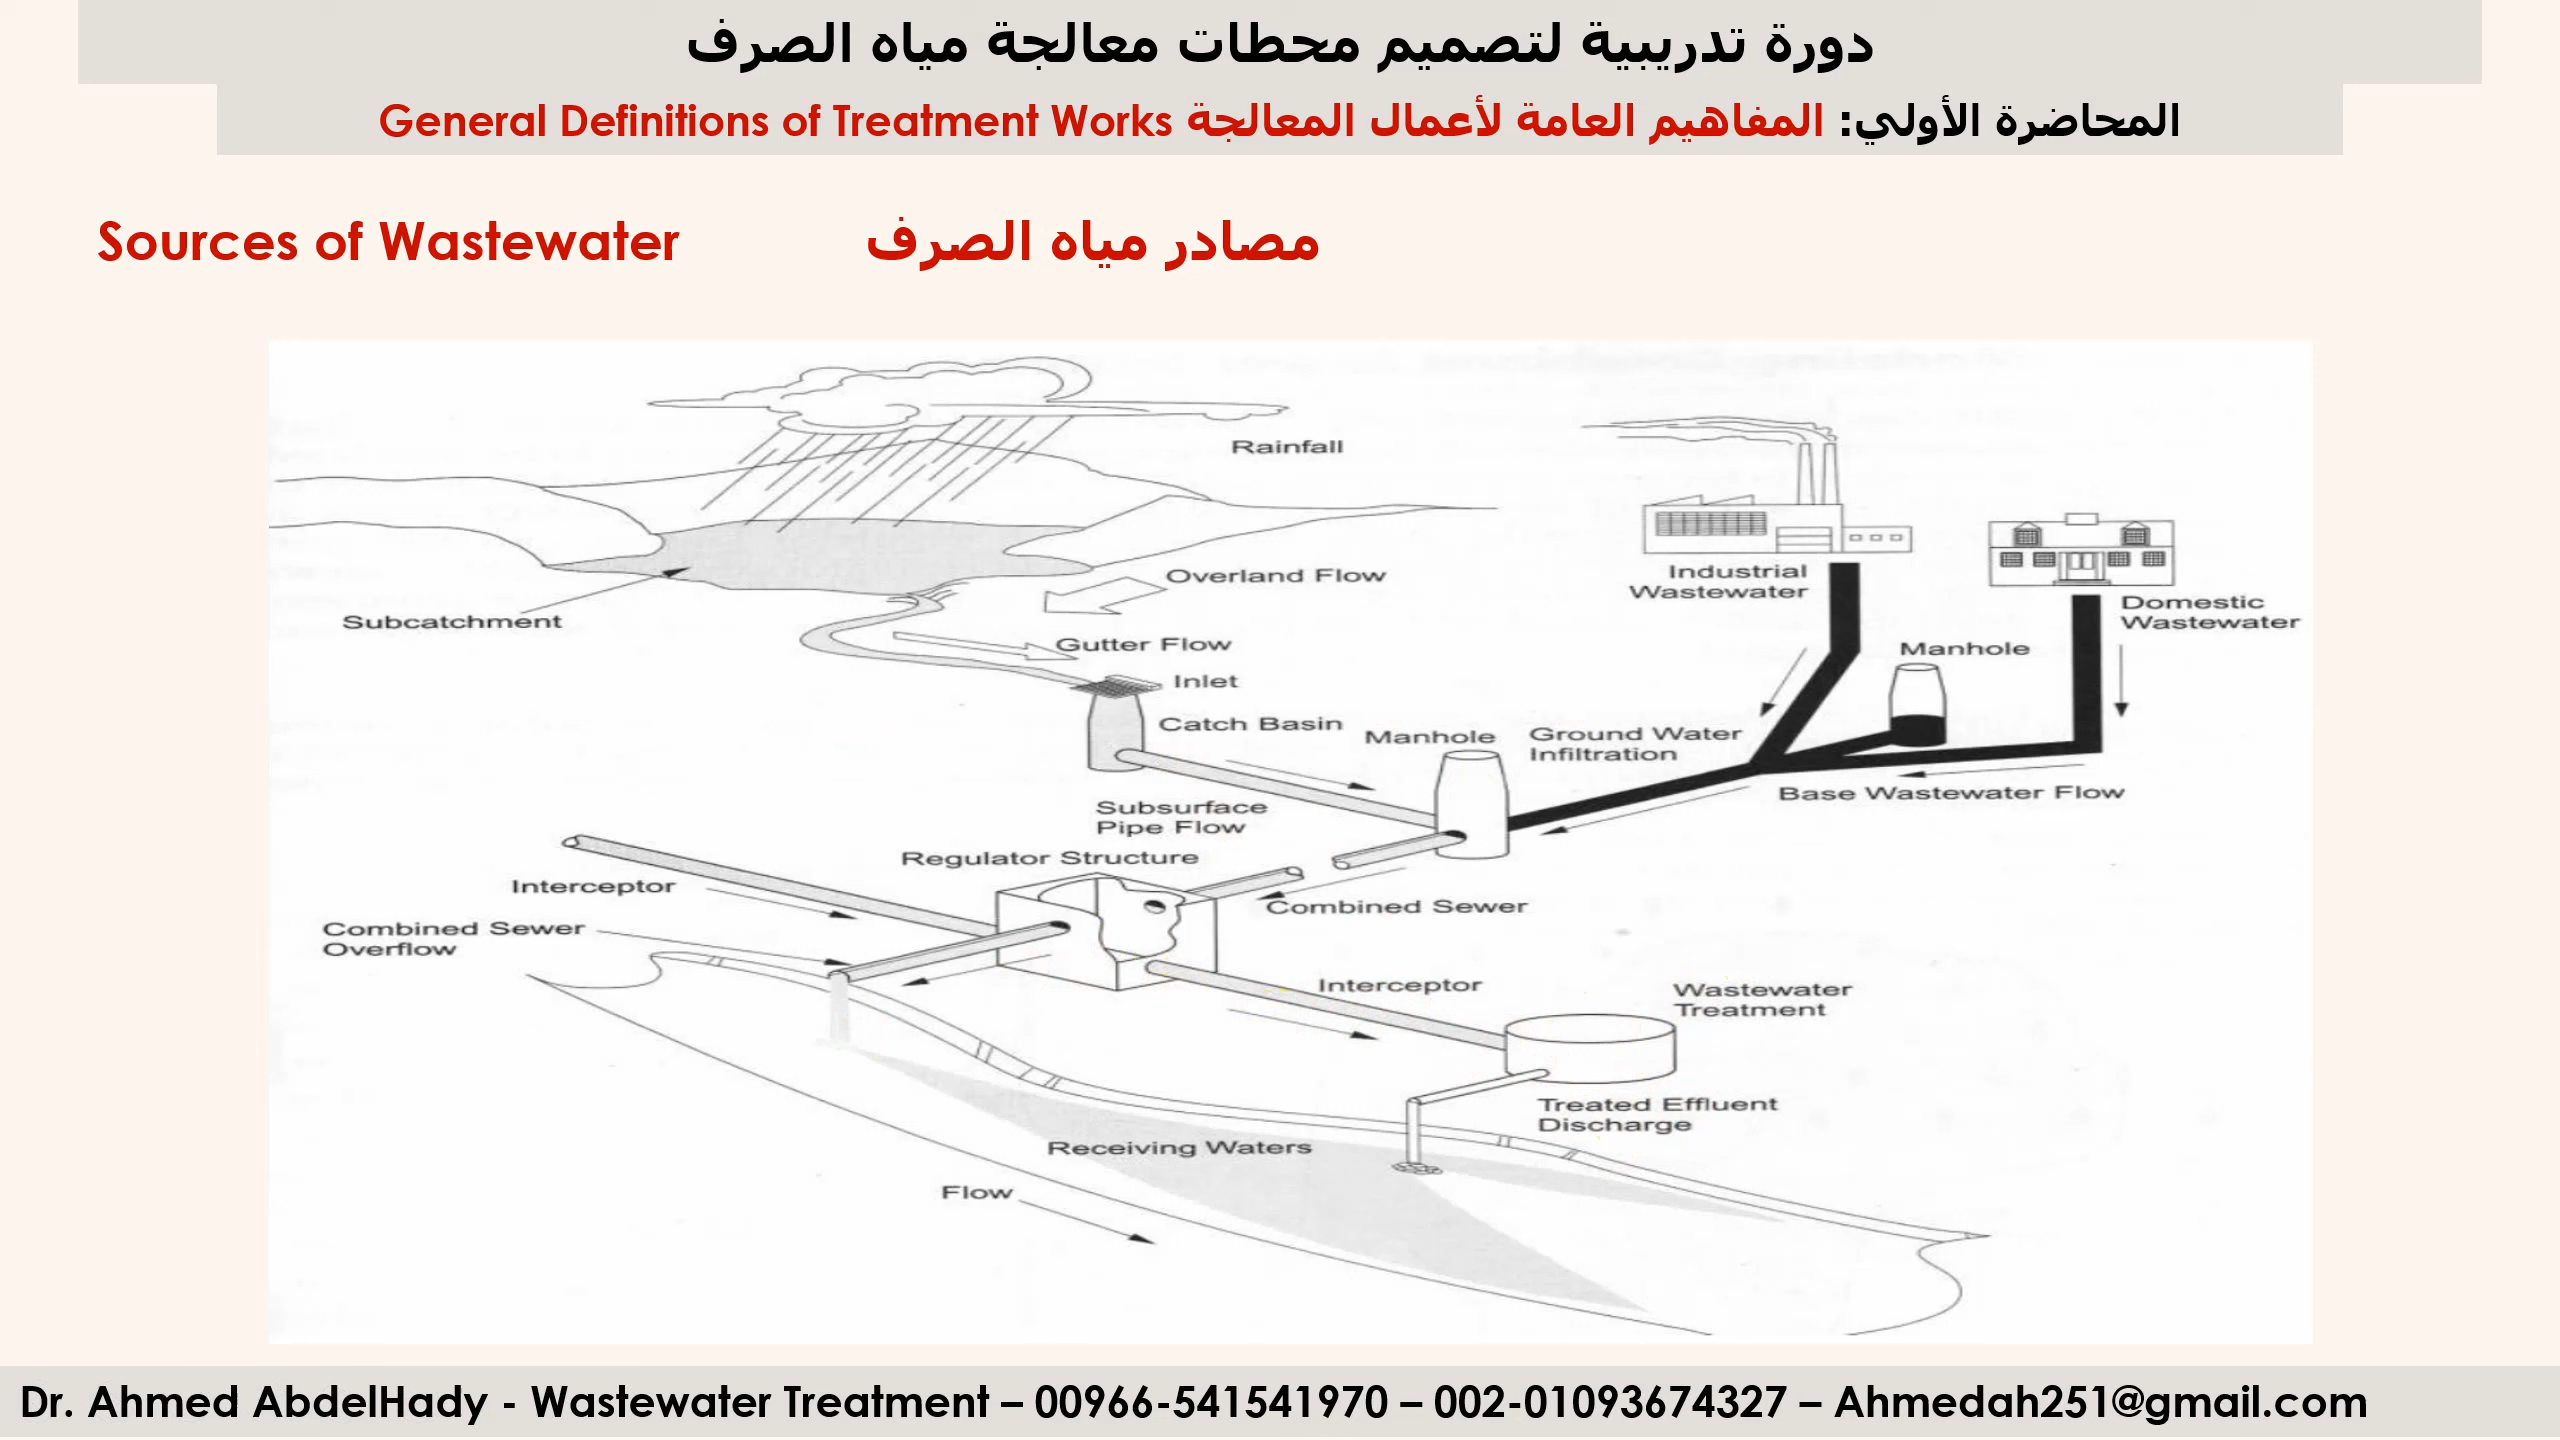 دورة تدريبية لتصميم محطات معالجة مياه الصرف
المحاضرة الأولي: المفاهيم العامة لأعمال المعالجة General Definitions of Treatment Works
Sources of Wastewater مصادر مياه الصرف
Rainfall
Industrial
Wastewater
Overland Flow
Domestic
Wastewater
Subcatchment
Gutter Flow
Manhole
Inlet
Catch Basin
Manhole
Ground Water
Infiltration
Base Wastewater Flow
Subsurface
Pipe Flow
Regulator Structure
Interceptor
Combined Sewer
Combined Sewer
Overflow
Interceptor
Wastewater
Treatment
Treated Effluent
Discharge
Receiving Waters
Flow
Dr. Ahmed AbdelHady - Wastewater Treatment – 00966-541541970 – 002-01093674327 – Ahmedah251@gmail.com